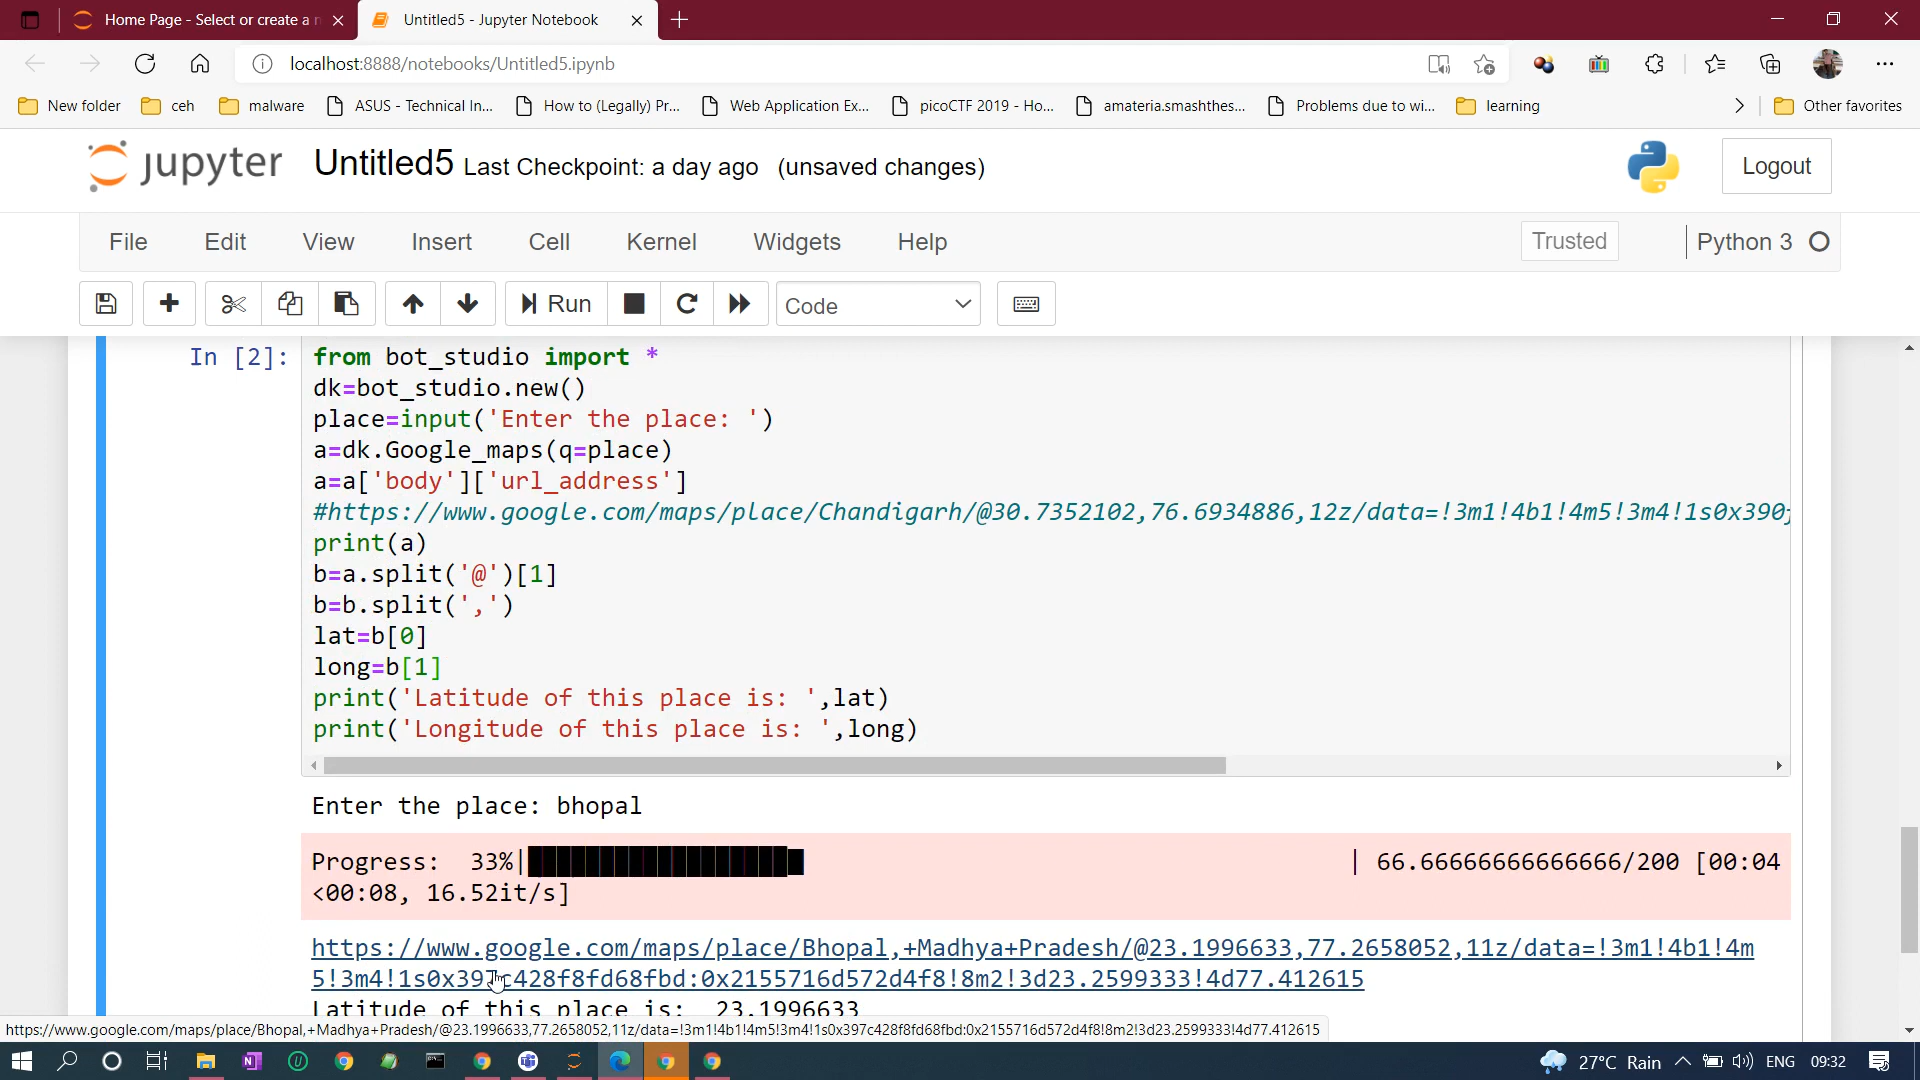 Home Page - Select or create a n
Untitled5 - Jupyter Notebook
localhost:8888/notebooks/Untitled5.ipynb
New folder
ceh
malware
ASUS - Technical In...
How to (Legally) Pr...
Web Application Ex...
picoCTF 2019 - Ho...
amateria.smashthes...
Problems due to wi...
learning
Other favorites
jupyter Untitled5 Last Checkpoint: a day ago (unsaved changes)
Logout
File Edit View Insert Cell Kernel Widgets Help
Trusted
Python 3
Run
Code
In [2]:
from bot_studio import *
dk=bot_studio.new()
place=input('Enter the place: ')
a=dk.Google_maps(q=place)
a=a['body']['url_address']
#https://www.google.com/maps/place/Chandigarh/@30.7352102,76.6934886,12z/data=!3m1!4b1!4m5!3m4!1s0x390j
print(a)
b=a.split('@')[1]
b=b.split(',')
lat=b[0]
long=b[1]
print('Latitude of this place is: ',lat)
print('Longitude of this place is: ',long)
Enter the place: bhopal
Progress: 33%| | 66.66666666666666/200 [00:04
<00:08, 16.52it/s]
https://www.google.com/maps/place/Bhopal,+Madhya+Pradesh/@23.1996633,77.2658052,11z/data=!3m1!4b1!4m
5!3m4!1s0x397c428f8fd68fbd:0x2155716d572d4f8!8m2!3d23.2599333!4d77.412615
Latitude of this place is: 23.1996633
https://www.google.com/maps/place/Bhopal,+Madhya+Pradesh/@23.1996633,77.2658052,11z/data=!3m1!4b1!4m5!3m4!1s0x397c428f8fd68fbd:0x2155716d572d4f8!8m2!3d23.2599333!4d77.412615
27°C Rain
ENG
09:32